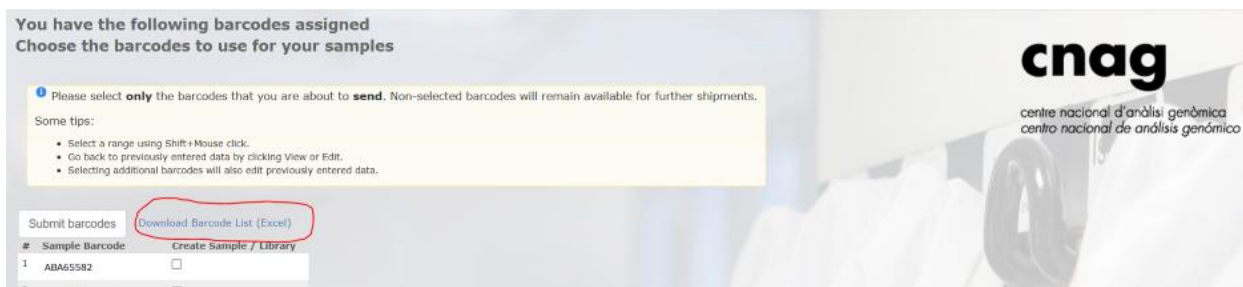 You have the following barcodes assigned
Choose the barcodes to use for your samples
Please select only the barcodes that you are about to send. Non-selected barcodes will remain available for further shipments.
Some tips:
Select a range using Shift+Mouse click.
Go back to previously entered data by clicking View or Edit.
Selecting additional barcodes will also edit previously entered data.
Submit barcodes Download Barcode List (Excel)
# Sample Barcode Create Sample / Library
1 ABA65582
cnag
centre nacional d'anàlisi genòmica
centro nacional de análisis genómico